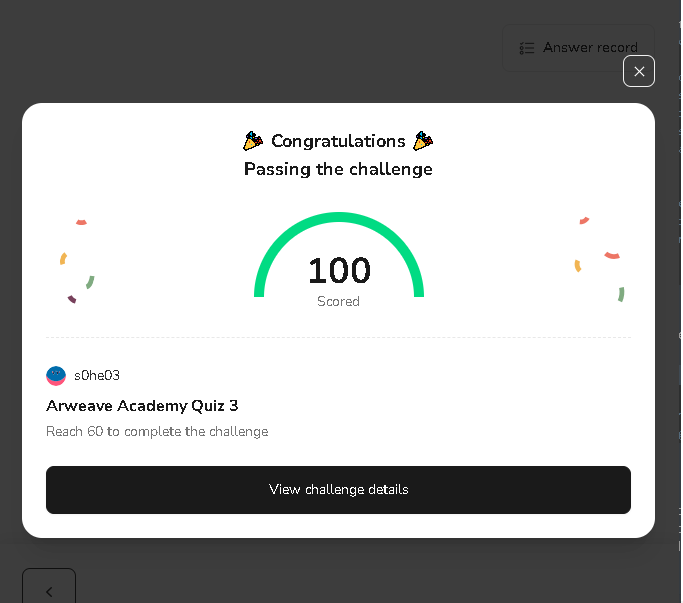 Answer record
Congratulations
Passing the challenge
100
Scored
s0he03
Arweave Academy Quiz 3
Reach 60 to complete the challenge
View challenge details